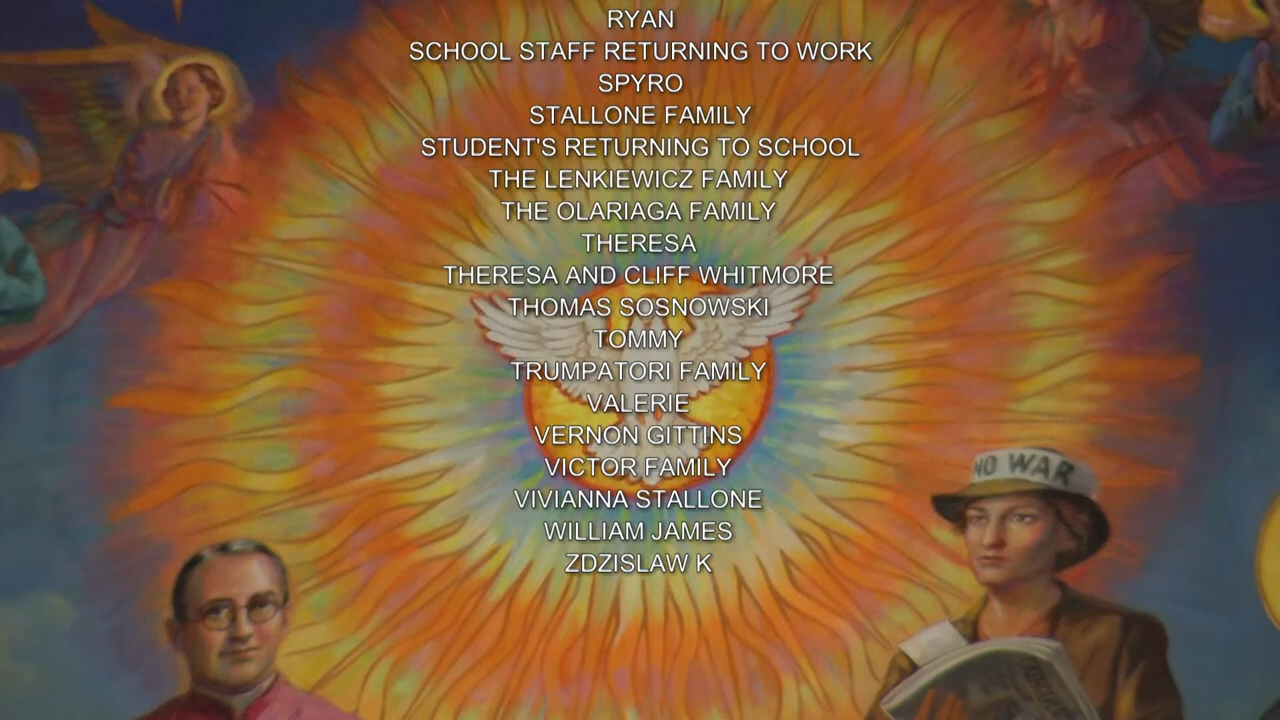 RYAN
SCHOOL STAFF RETURNING TO WORK
SPYRO
STALLONE FAMILY
STUDENT'S RETURNING TO SCHOOL
THE LENKIEWICZ FAMILY
THE OLARIAGA FAMILY
THERESA
THERESA AND CLIFF WHITMORE
THOMAS SOSNOWSKI
TOMMY
TRUMPATORI FAMILY
VALERIE
VERNON GITTINS
VICTOR FAMILY
VIVIANNA STALLONE
WILLIAM JAMES
ZDZISLAW K
NO WAR